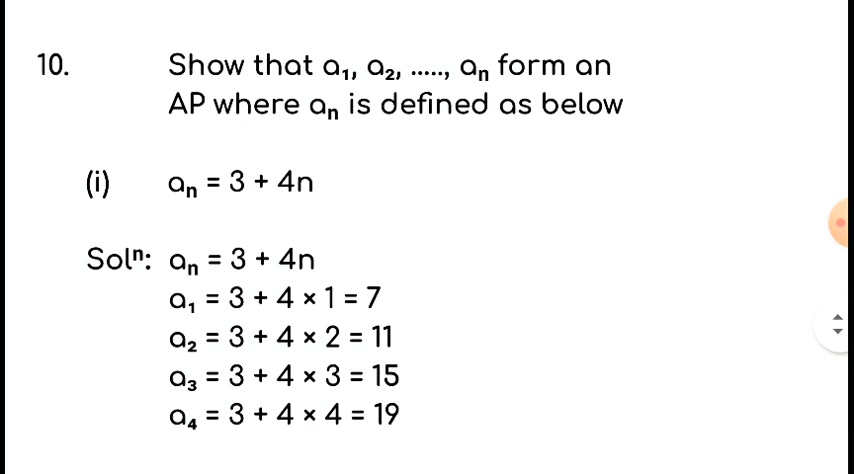 10. Show that a₁, a₂, ....., aₙ form an
AP where aₙ is defined as below
(i) aₙ = 3 + 4n
Solⁿ: aₙ = 3 + 4n
a₁ = 3 + 4 × 1 = 7
a₂ = 3 + 4 × 2 = 11
a₃ = 3 + 4 × 3 = 15
a₄ = 3 + 4 × 4 = 19